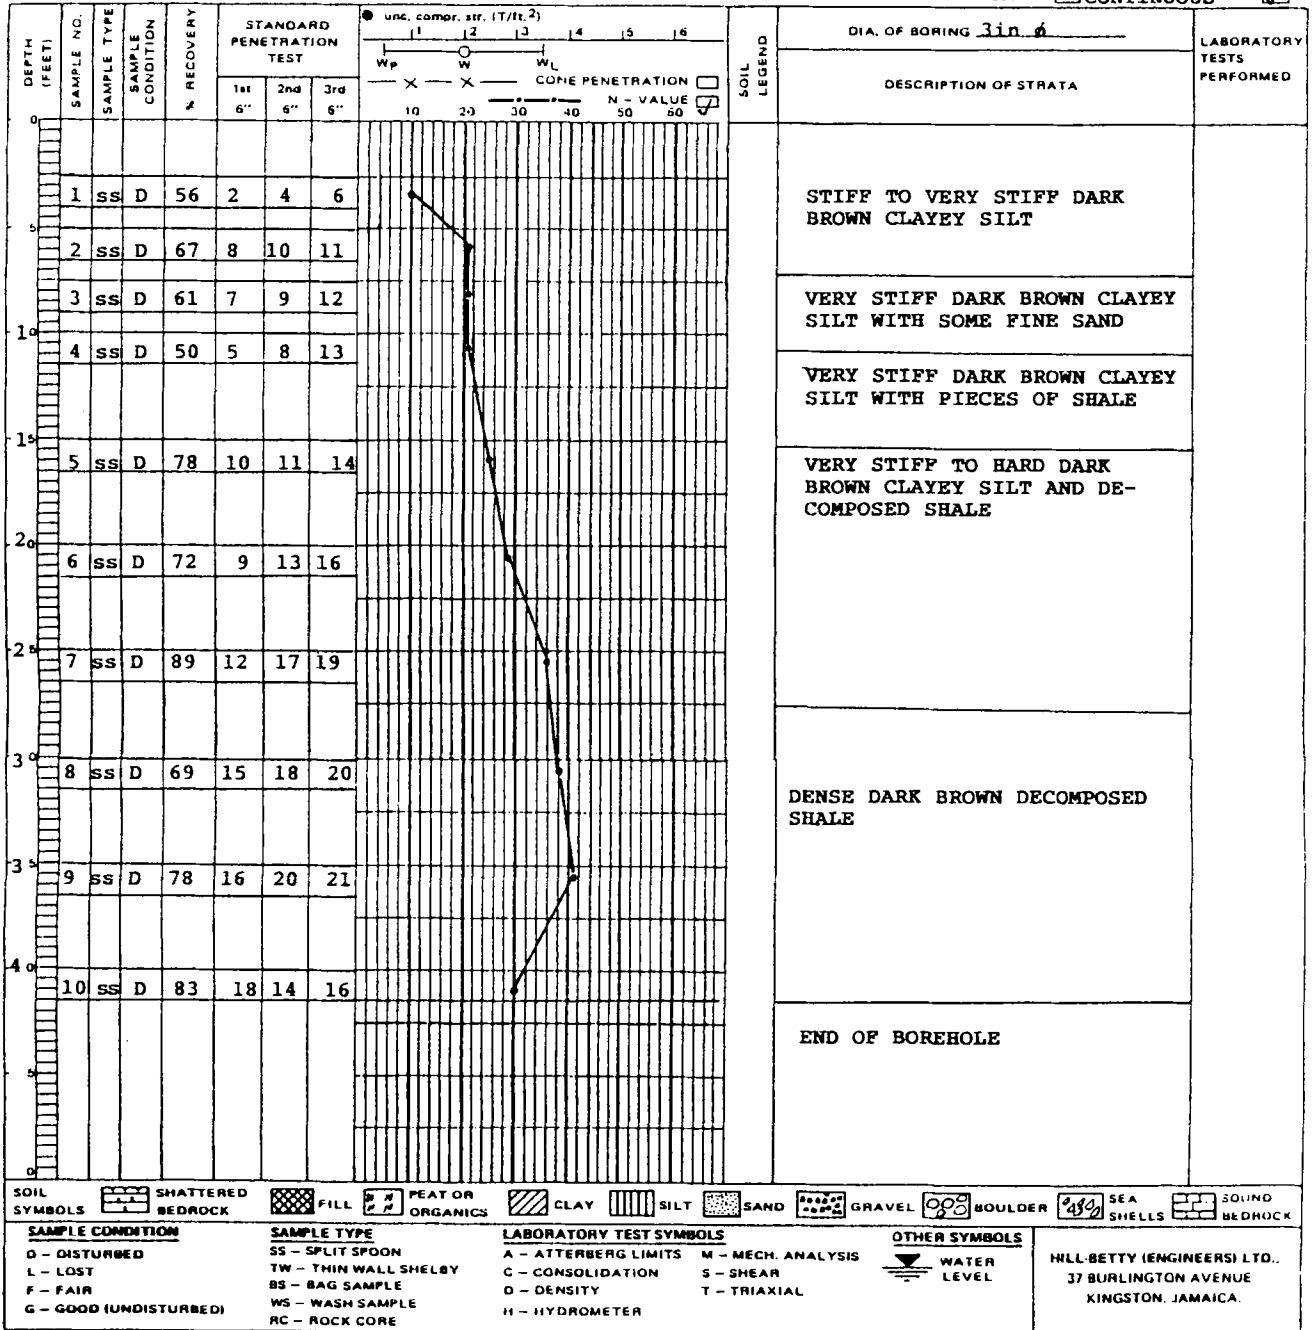 CONTINUOUS
DEPTH (FEET)
SAMPLE NO.
SAMPLE TYPE
SAMPLE CONDITION
% RECOVERY
STANDARD PENETRATION TEST
1st 6"
2nd 6"
3rd 6"
unc. compr. str. (T/ft.2)
1 2 3 4 5 6
Wp W WL
CONE PENETRATION
N - VALUE
10 20 30 40 50 60
SOIL LEGEND
DIA. OF BORING 3in ø
DESCRIPTION OF STRATA
LABORATORY TESTS PERFORMED
0
1 ss D 56 2 4 6
STIFF TO VERY STIFF DARK
BROWN CLAYEY SILT
5
2 ss D 67 8 10 11
3 ss D 61 7 9 12
VERY STIFF DARK BROWN CLAYEY
SILT WITH SOME FINE SAND
10
4 ss D 50 5 8 13
VERY STIFF DARK BROWN CLAYEY
SILT WITH PIECES OF SHALE
15
5 ss D 78 10 11 14
VERY STIFF TO HARD DARK
BROWN CLAYEY SILT AND DE-
COMPOSED SHALE
20
6 ss D 72 9 13 16
25
7 ss D 89 12 17 19
30
8 ss D 69 15 18 20
DENSE DARK BROWN DECOMPOSED
SHALE
35
9 ss D 78 16 20 21
40
10 ss D 83 18 14 16
END OF BOREHOLE
5
0
SOIL SYMBOLS
SHATTERED BEDROCK
FILL
PEAT OR ORGANICS
CLAY
SILT
SAND
GRAVEL
BOULDER
SEA SHELLS
SOUND BEDROCK
SAMPLE CONDITION
D - DISTURBED
L - LOST
F - FAIR
G - GOOD (UNDISTURBED)
SAMPLE TYPE
SS - SPLIT SPOON
TW - THIN WALL SHELBY
BS - BAG SAMPLE
WS - WASH SAMPLE
RC - ROCK CORE
LABORATORY TEST SYMBOLS
A - ATTERBERG LIMITS M - MECH. ANALYSIS
C - CONSOLIDATION S - SHEAR
D - DENSITY T - TRIAXIAL
H - HYDROMETER
OTHER SYMBOLS
WATER LEVEL
HILL-BETTY (ENGINEERS) LTD.,
37 BURLINGTON AVENUE
KINGSTON, JAMAICA.